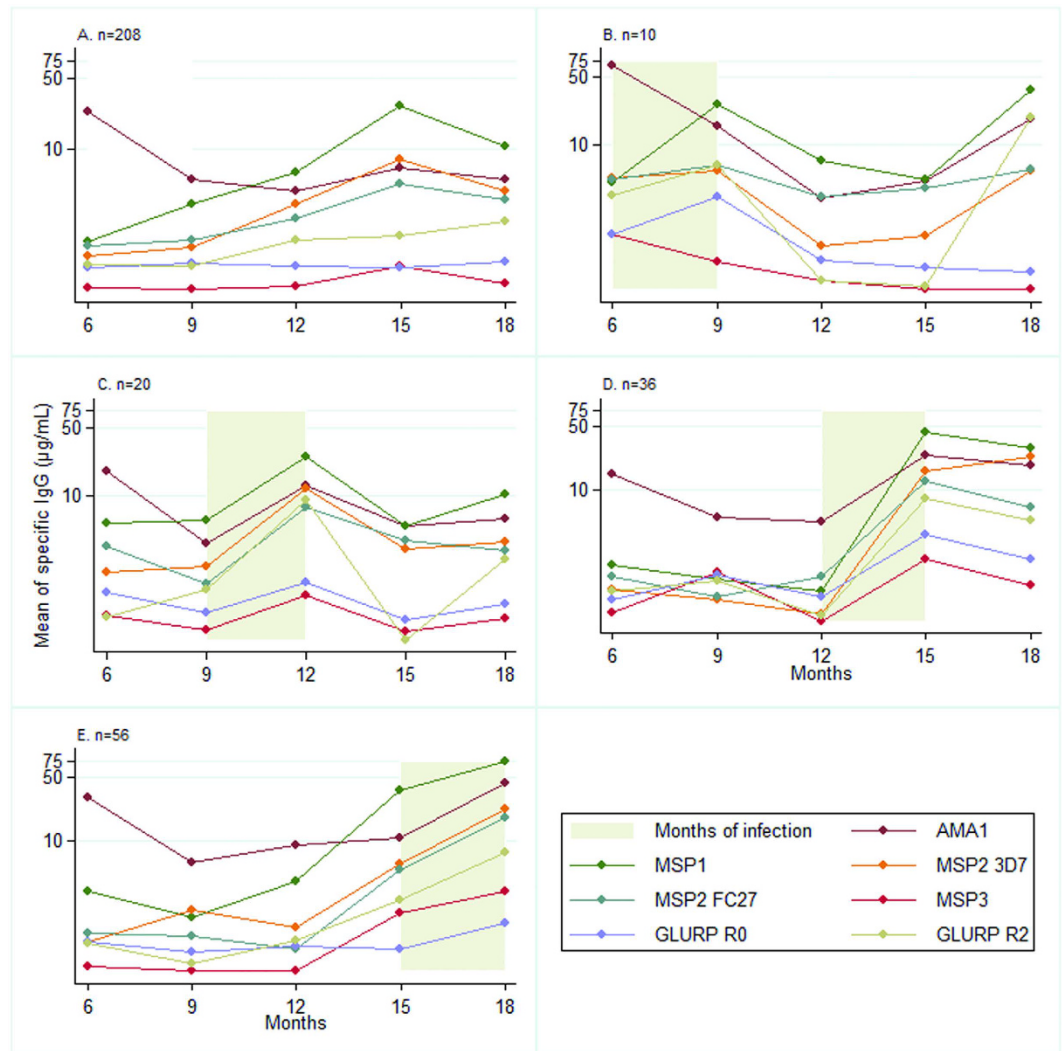 A. n=208
75
50
10
6 9 12 15 18
B. n=10
75
50
10
6 9 12 15 18
C. n=20
75
50
10
6 9 12 15 18
D. n=36
75
50
10
6 9 12 15 18
Months
Mean of specific IgG (µg/mL)
E. n=56
75
50
10
6 9 12 15 18
Months
Months of infection AMA1
MSP1 MSP2 3D7
MSP2 FC27 MSP3
GLURP R0 GLURP R2